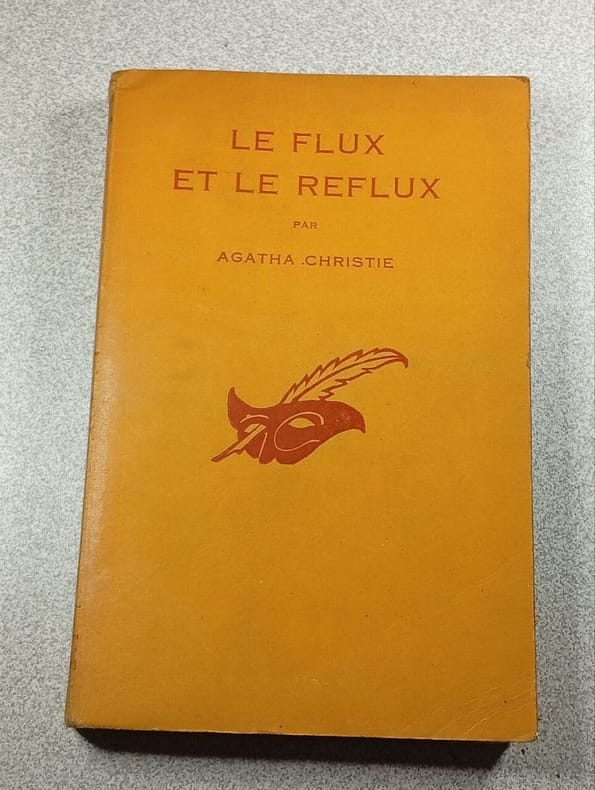 LE FLUX
ET LE REFLUX
PAR
AGATHA CHRISTIE